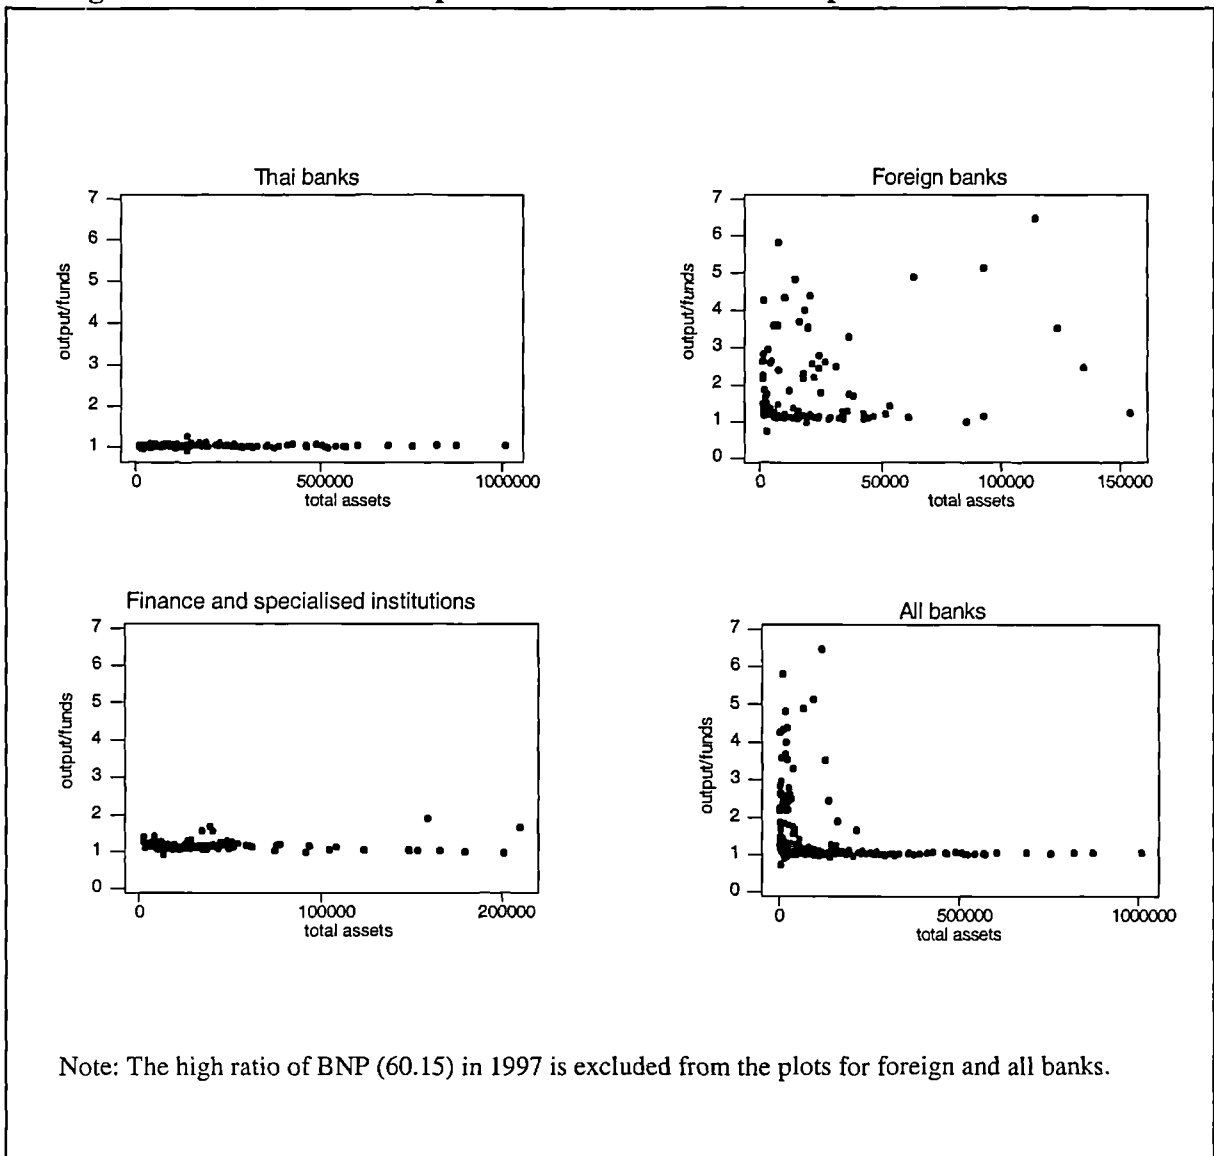 Thai banks
7
6
5
4
3
2
1
output/funds
0 500000 1000000
total assets
Foreign banks
7
6
5
4
3
2
1
0
output/funds
0 50000 100000 150000
total assets
Finance and specialised institutions
7
6
5
4
3
2
1
0
output/funds
0 100000 200000
total assets
All banks
7
6
5
4
3
2
1
0
output/funds
0 500000 1000000
total assets
Note: The high ratio of BNP (60.15) in 1997 is excluded from the plots for foreign and all banks.